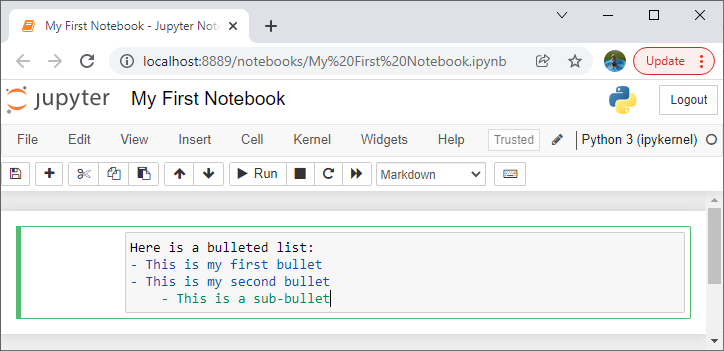 My First Notebook - Jupyter Not
localhost:8889/notebooks/My%20First%20Notebook.ipynb
Update
jupyter My First Notebook
Logout
File Edit View Insert Cell Kernel Widgets Help Trusted Python 3 (ipykernel)
Run Markdown
Here is a bulleted list:
- This is my first bullet
- This is my second bullet
    - This is a sub-bullet